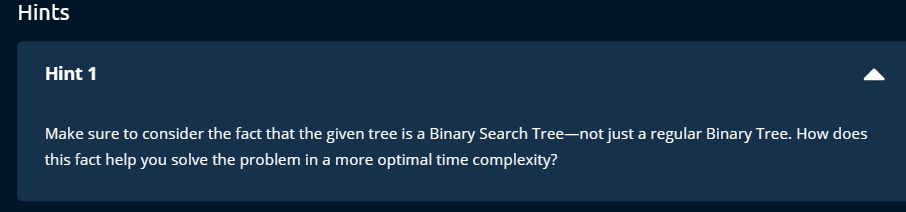 Hints
Hint 1
Make sure to consider the fact that the given tree is a Binary Search Tree—not just a regular Binary Tree. How does
this fact help you solve the problem in a more optimal time complexity?